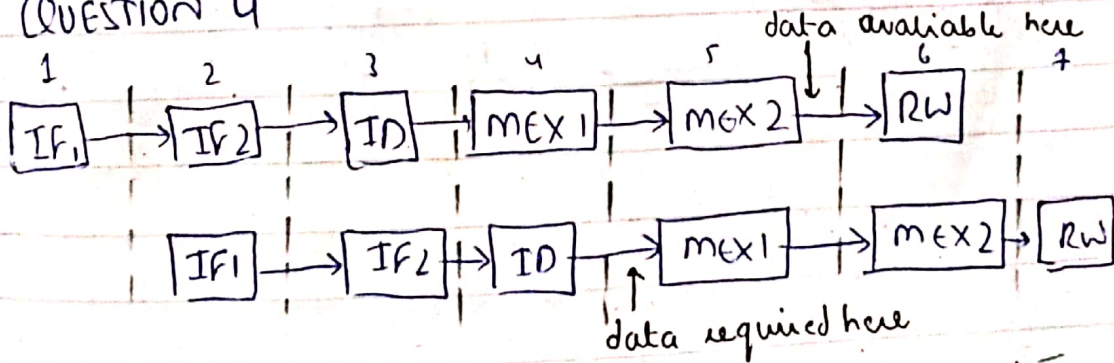 QUESTION 4
data avaliable here
1 2 3 4 5 6 7
IF1 IF2 ID MEX1 MEX2 RW
IF1 IF2 ID MEX1 MEX2 RW
data required here